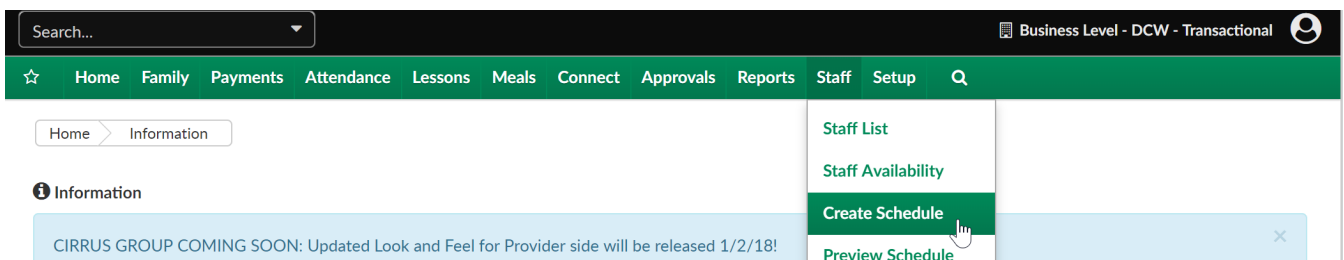 Search...
Business Level - DCW - Transactional
Home Family Payments Attendance Lessons Meals Connect Approvals Reports Staff Setup
Home Information
Staff List
Staff Availability
Information
Create Schedule
CIRRUS GROUP COMING SOON: Updated Look and Feel for Provider side will be released 1/2/18!
Preview Schedule